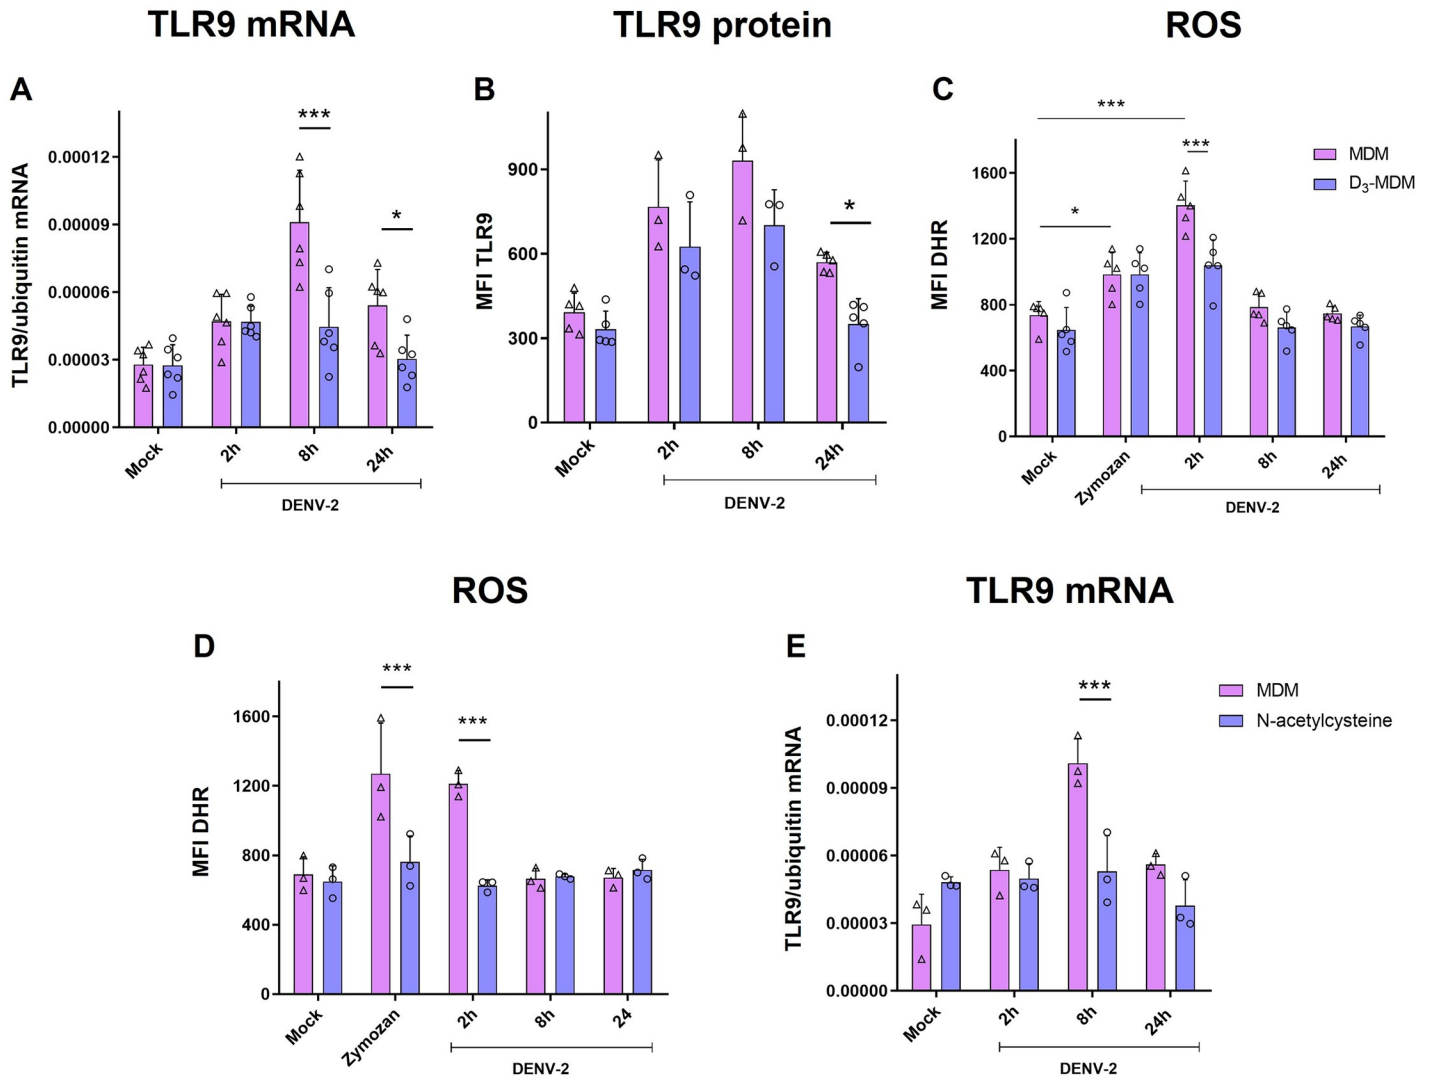 TLR9 mRNA
TLR9 protein
ROS
A
TLR9/ubiquitin mRNA
0.00012
0.00009
0.00006
0.00003
0.00000
***
*
Mock
2h
8h
24h
DENV-2
B
MFI TLR9
900
600
300
0
*
Mock
2h
8h
24h
DENV-2
C
MFI DHR
1600
1200
800
400
0
***
***
*
Mock
Zymozan
2h
8h
24h
DENV-2
MDM
D3-MDM
ROS
TLR9 mRNA
D
MFI DHR
1600
1200
800
400
0
***
***
Mock
Zymozan
2h
8h
24
DENV-2
E
TLR9/ubiquitin mRNA
0.00012
0.00009
0.00006
0.00003
0.00000
***
Mock
2h
8h
24h
DENV-2
MDM
N-acetylcysteine